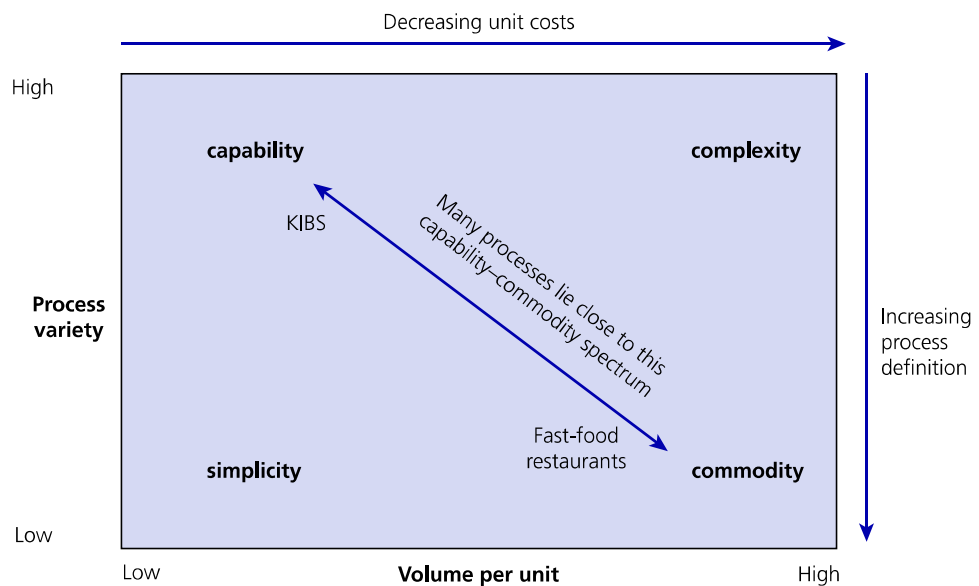 Decreasing unit costs
High
capability
complexity
KIBS
Many processes lie close to this
capability–commodity spectrum
Process
variety
Increasing
process
definition
Fast-food
restaurants
simplicity
commodity
Low
Low
Volume per unit
High